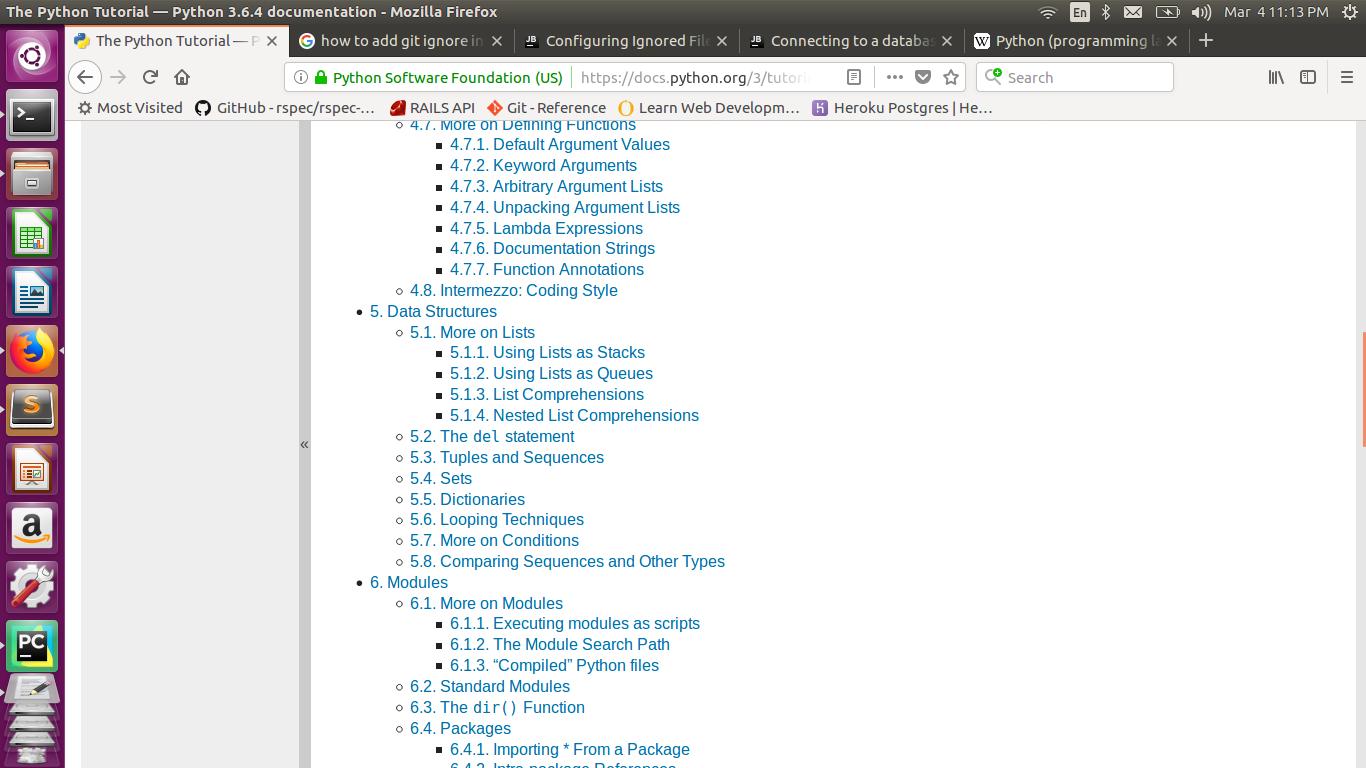 The Python Tutorial — Python 3.6.4 documentation - Mozilla Firefox
En
Mar 4 11:13 PM
The Python Tutorial — P
how to add git ignore in
JB Configuring Ignored File
JB Connecting to a databas
W Python (programming la
Python Software Foundation (US)
https://docs.python.org/3/tutori
Search
Most Visited
GitHub - rspec/rspec-...
RAILS API
Git - Reference
Learn Web Developm...
Heroku Postgres | He...
4.7. More on Defining Functions
4.7.1. Default Argument Values
4.7.2. Keyword Arguments
4.7.3. Arbitrary Argument Lists
4.7.4. Unpacking Argument Lists
4.7.5. Lambda Expressions
4.7.6. Documentation Strings
4.7.7. Function Annotations
4.8. Intermezzo: Coding Style
5. Data Structures
5.1. More on Lists
5.1.1. Using Lists as Stacks
5.1.2. Using Lists as Queues
5.1.3. List Comprehensions
5.1.4. Nested List Comprehensions
5.2. The del statement
5.3. Tuples and Sequences
5.4. Sets
5.5. Dictionaries
5.6. Looping Techniques
5.7. More on Conditions
5.8. Comparing Sequences and Other Types
6. Modules
6.1. More on Modules
6.1.1. Executing modules as scripts
6.1.2. The Module Search Path
6.1.3. “Compiled” Python files
6.2. Standard Modules
6.3. The dir() Function
6.4. Packages
6.4.1. Importing * From a Package
6.4.2. Intra-package References
«
S
a
PC